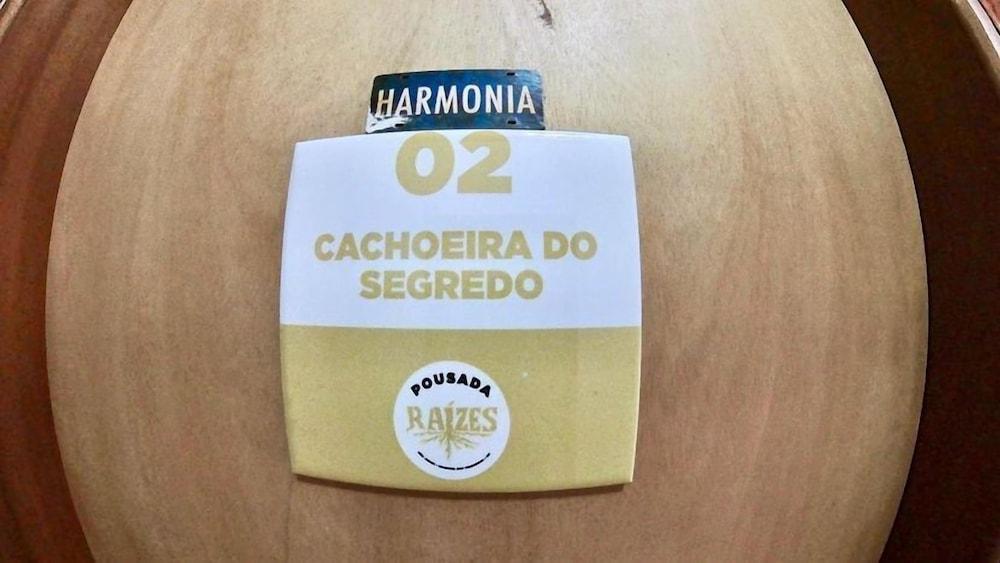 HARMONIA
02
CACHOEIRA DO
SEGREDO
POUSADA
RAÍZES